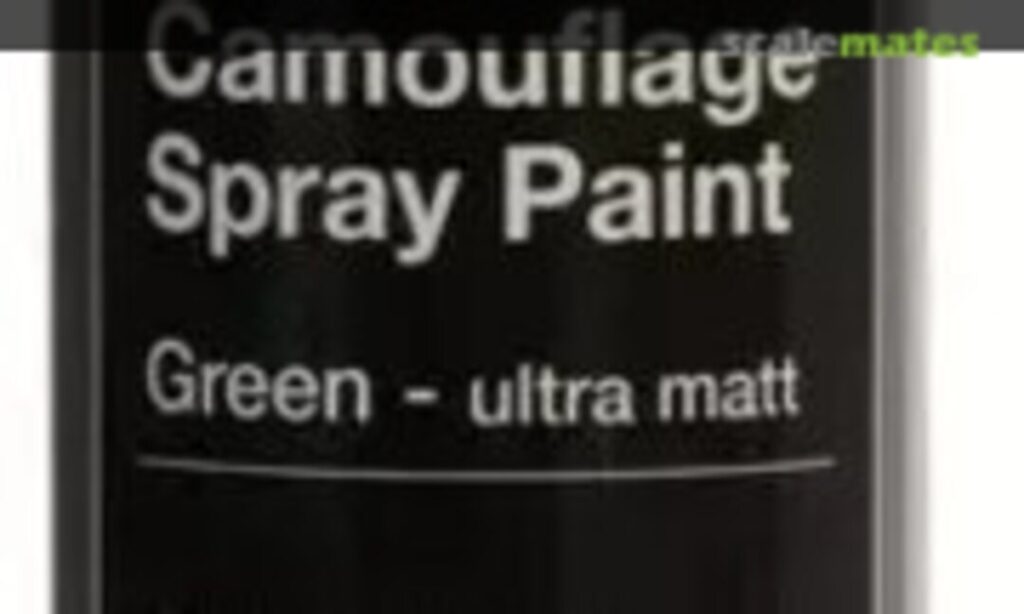 scalemates
Camouflage
Spray Paint
Green - ultra matt